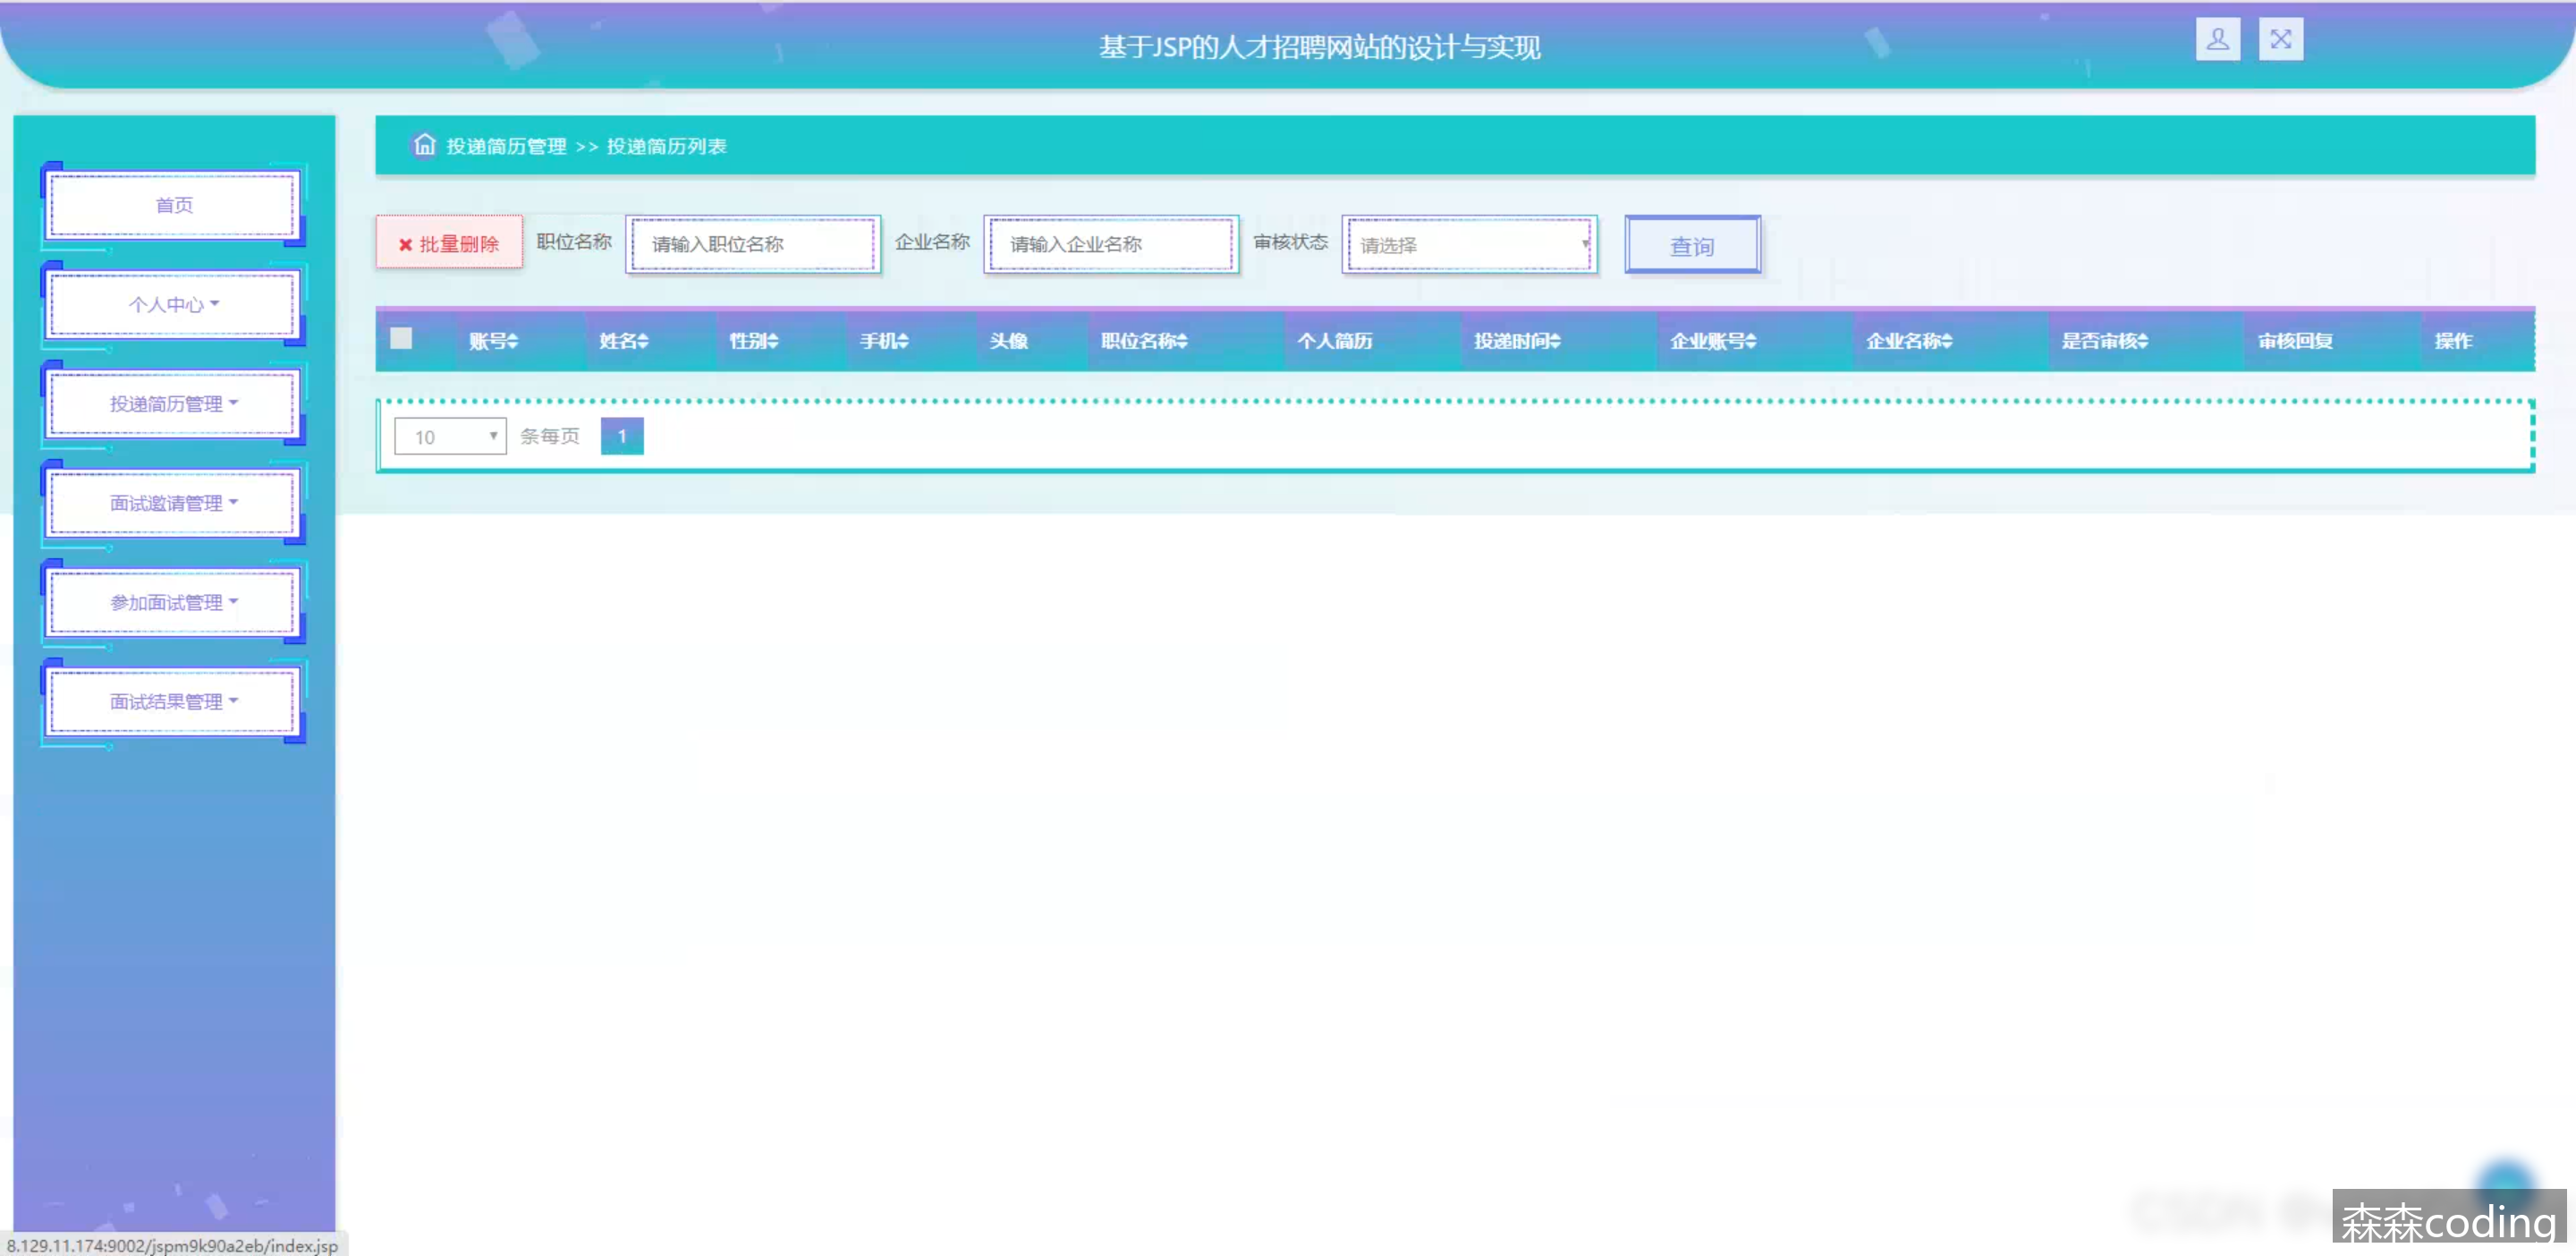 基于JSP的人才招聘网站的设计与实现
首页
个人中心
投递简历管理
面试邀请管理
参加面试管理
面试结果管理
投递简历管理 >> 投递简历列表
批量删除 职位名称 请输入职位名称 企业名称 请输入企业名称 审核状态 请选择 查询
账号 姓名 性别 手机 头像 职位名称 个人简历 投递时间 企业账号 企业名称 是否审核 审核回复 操作
10 条每页 1
森森coding
8.129.11.174:9002/jspm9k90a2eb/index.jsp